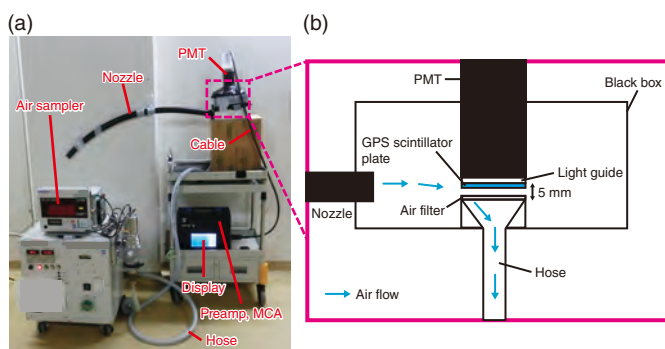 (a)
PMT
Nozzle
Air sampler
Cable
Display
Preamp, MCA
Hose
(b)
PMT
Black box
GPS scintillator
plate
Light guide
5 mm
Nozzle
Air filter
Hose
Air flow